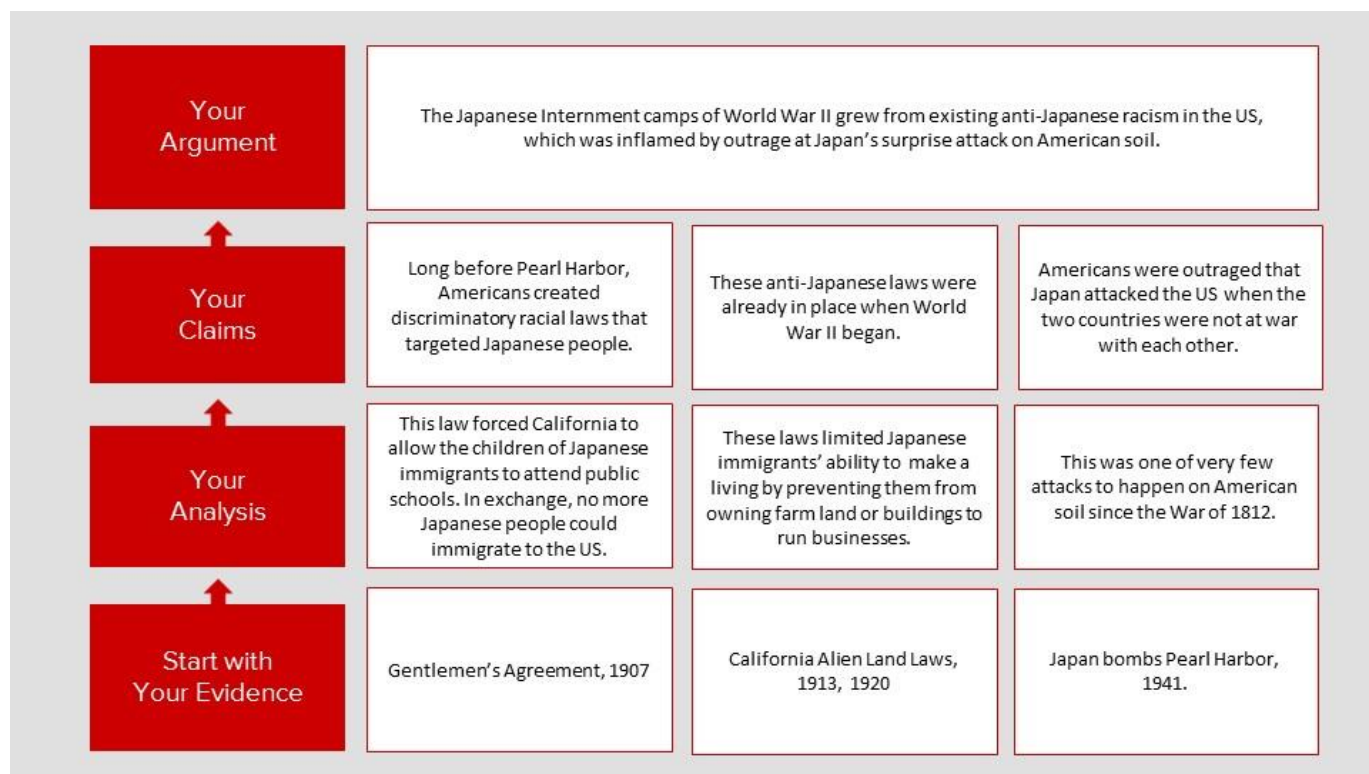 Your
Argument
The Japanese Internment camps of World War II grew from existing anti-Japanese racism in the US,
which was inflamed by outrage at Japan's surprise attack on American soil.
Your
Claims
Long before Pearl Harbor,
Americans created
discriminatory racial laws that
targeted Japanese people.
These anti-Japanese laws were
already in place when World
War II began.
Americans were outraged that
Japan attacked the US when the
two countries were not at war
with each other.
Your
Analysis
This law forced California to
allow the children of Japanese
immigrants to attend public
schools. In exchange, no more
Japanese people could
immigrate to the US.
These laws limited Japanese
immigrants' ability to make a
living by preventing them from
owning farm land or buildings to
run businesses.
This was one of very few
attacks to happen on American
soil since the War of 1812.
Start with
Your Evidence
Gentlemen's Agreement, 1907
California Alien Land Laws,
1913, 1920
Japan bombs Pearl Harbor,
1941.